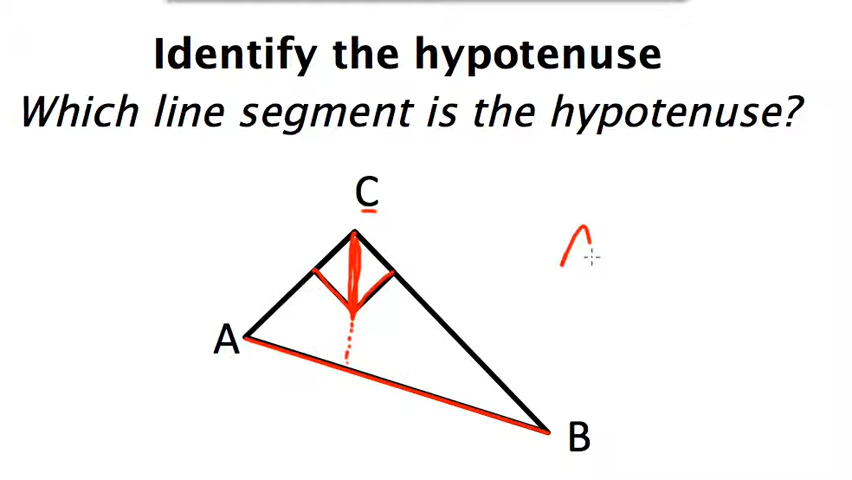 Identify the hypotenuse
Which line segment is the hypotenuse?
C
A
B